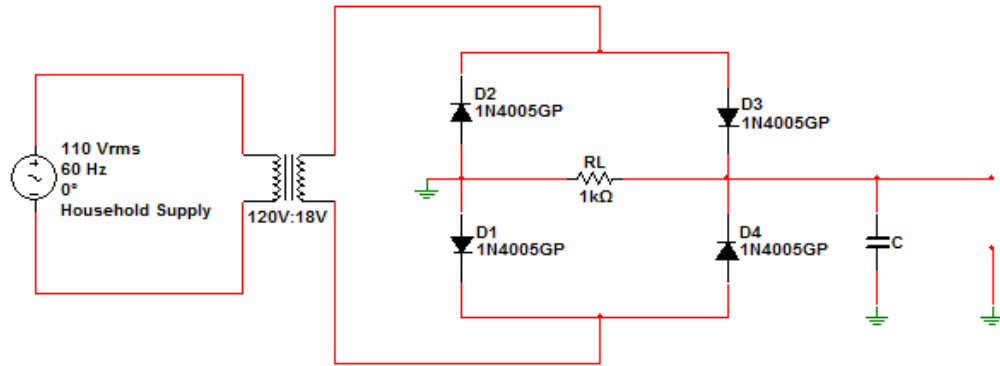 110 Vrms
60 Hz
0°
Household Supply
120V:18V
D2
1N4005GP
D3
1N4005GP
RL
1kΩ
D1
1N4005GP
D4
1N4005GP
C